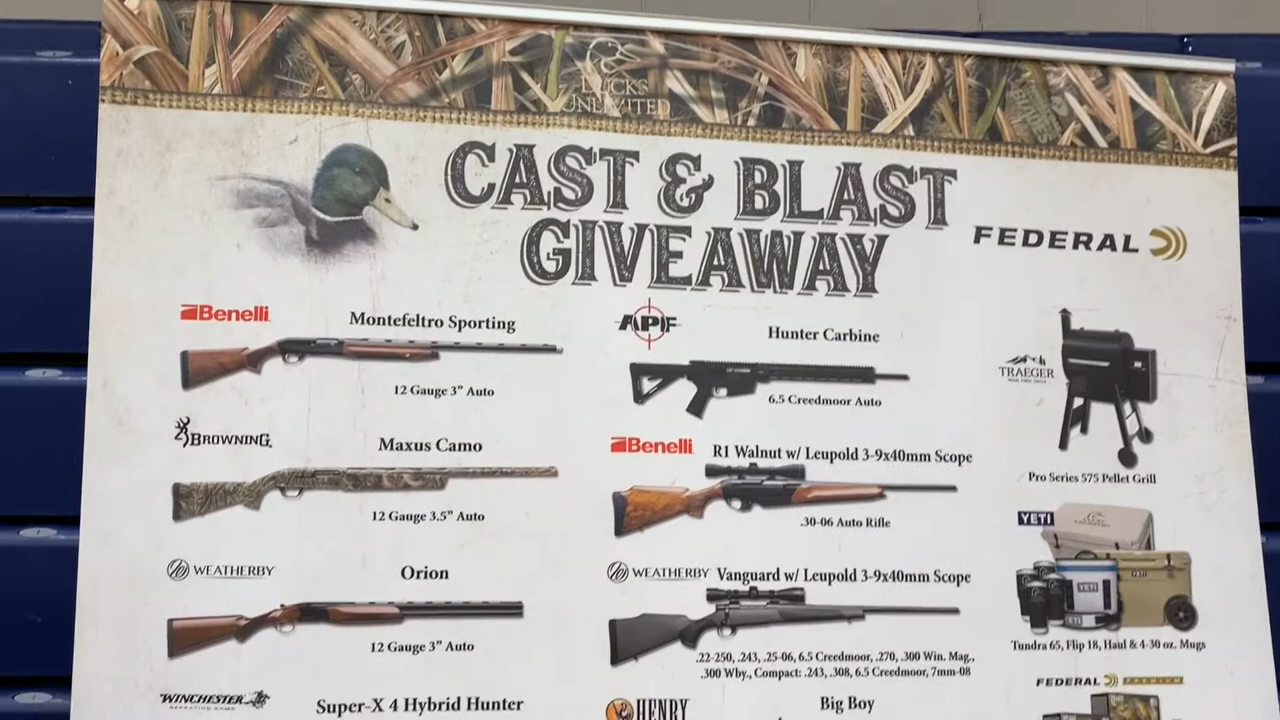 DUCKS
UNLIMITED
CAST & BLAST
GIVEAWAY
FEDERAL
Benelli
Montefeltro Sporting
12 Gauge 3” Auto
BROWNING
Maxus Camo
12 Gauge 3.5” Auto
WEATHERBY
Orion
12 Gauge 3” Auto
WINCHESTER
Super-X 4 Hybrid Hunter
APF
Hunter Carbine
6.5 Creedmoor Auto
Benelli
R1 Walnut w/ Leupold 3-9x40mm Scope
.30-06 Auto Rifle
WEATHERBY
Vanguard w/ Leupold 3-9x40mm Scope
.22-250, .243, .25-06, 6.5 Creedmoor, .270, .300 Win. Mag.,
.300 Wby., Compact: .243, .308, 6.5 Creedmoor, 7mm-08
HENRY
Big Boy
TRAEGER
Pro Series 575 Pellet Grill
YETI
YETI
YETI
Tundra 65, Flip 18, Haul & 4-30 oz. Mugs
FEDERAL PREMIUM